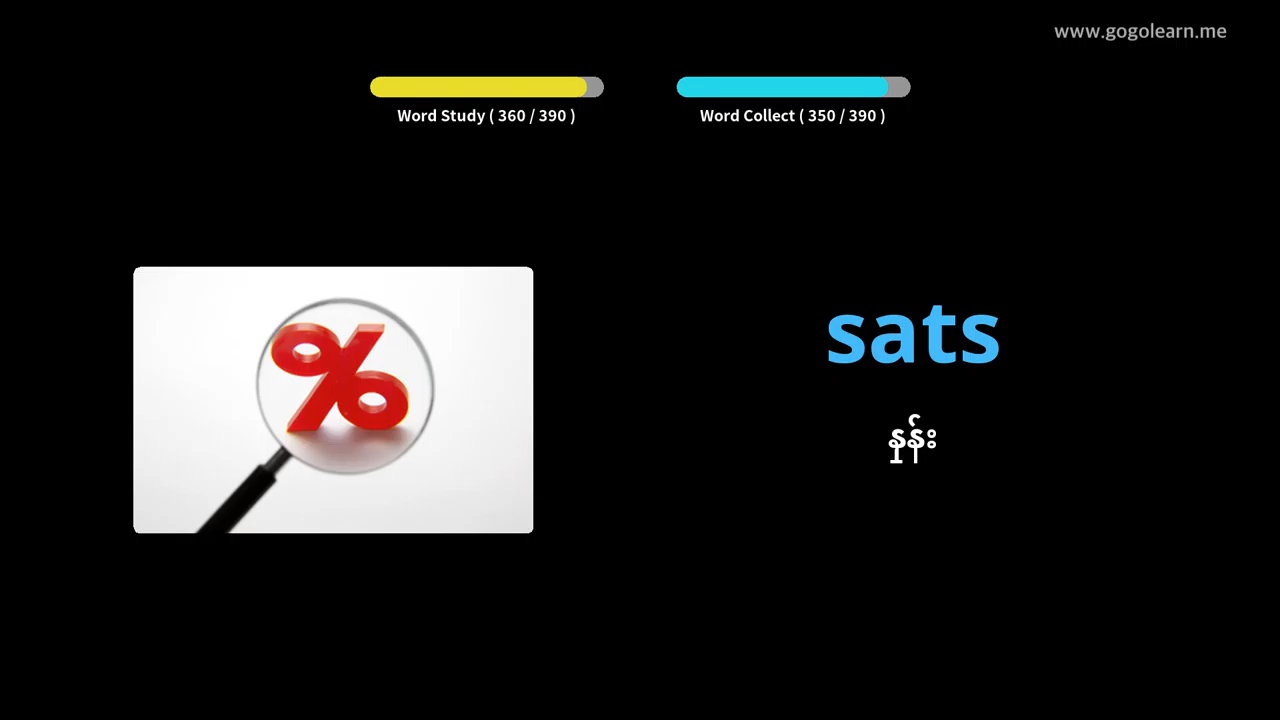 www.gogolearn.me
Word Study ( 360 / 390 )
Word Collect ( 350 / 390 )
%
sats
နှုန်း